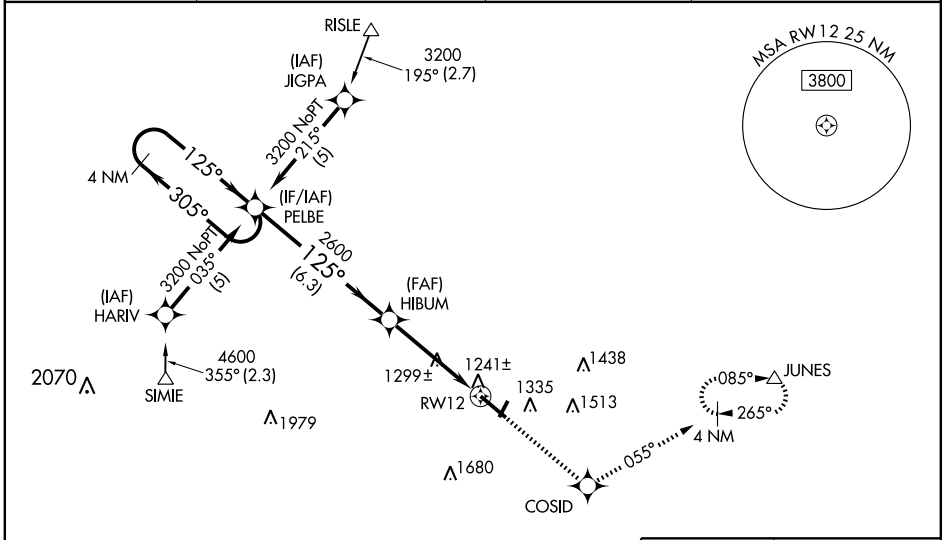 RISLE
3200
195° (2.7)
(IAF)
JIGPA
3200 NoPT
215°
(5)
MSA RW12 25 NM
3800
4 NM
125°
305°
(IF/IAF)
PELBE
3200 NoPT
035°
(5)
2600
125°
(6.3)
(IAF)
HARIV
(FAF)
HIBUM
4600
355° (2.3)
SIMIE
2070
1979
1299±
1241±
RW12
1335
1438
1513
1680
085°
JUNES
265°
4 NM
055°
COSID